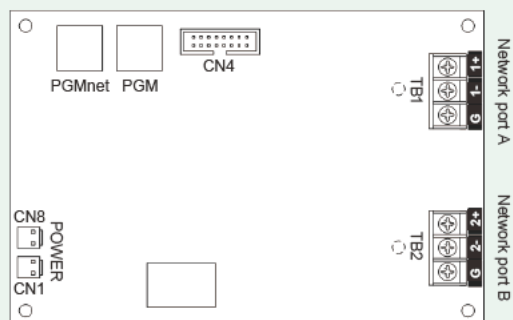 PGMnet
PGM
CN4
TB1
1+
1-
G
Network port A
CN8
CN1
POWER
TB2
2+
2-
G
Network port B